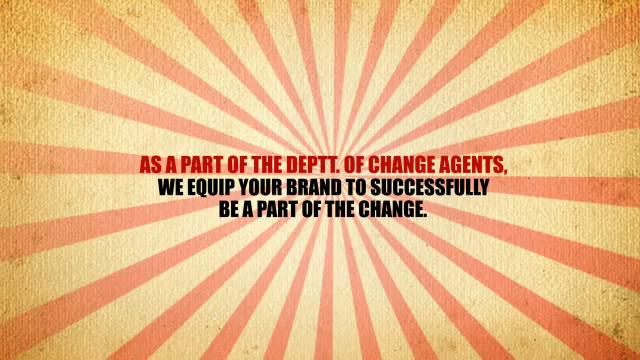 AS A PART OF THE DEPTT. OF CHANGE AGENTS,
WE EQUIP YOUR BRAND TO SUCCESSFULLY
BE A PART OF THE CHANGE.